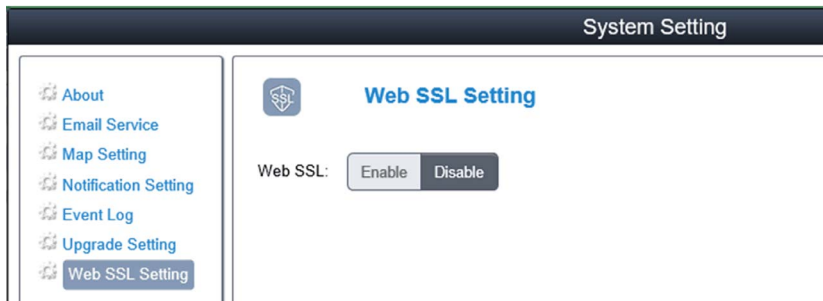 System Setting
About
Email Service
Map Setting
Notification Setting
Event Log
Upgrade Setting
Web SSL Setting
SSL
Web SSL Setting
Web SSL: Enable Disable